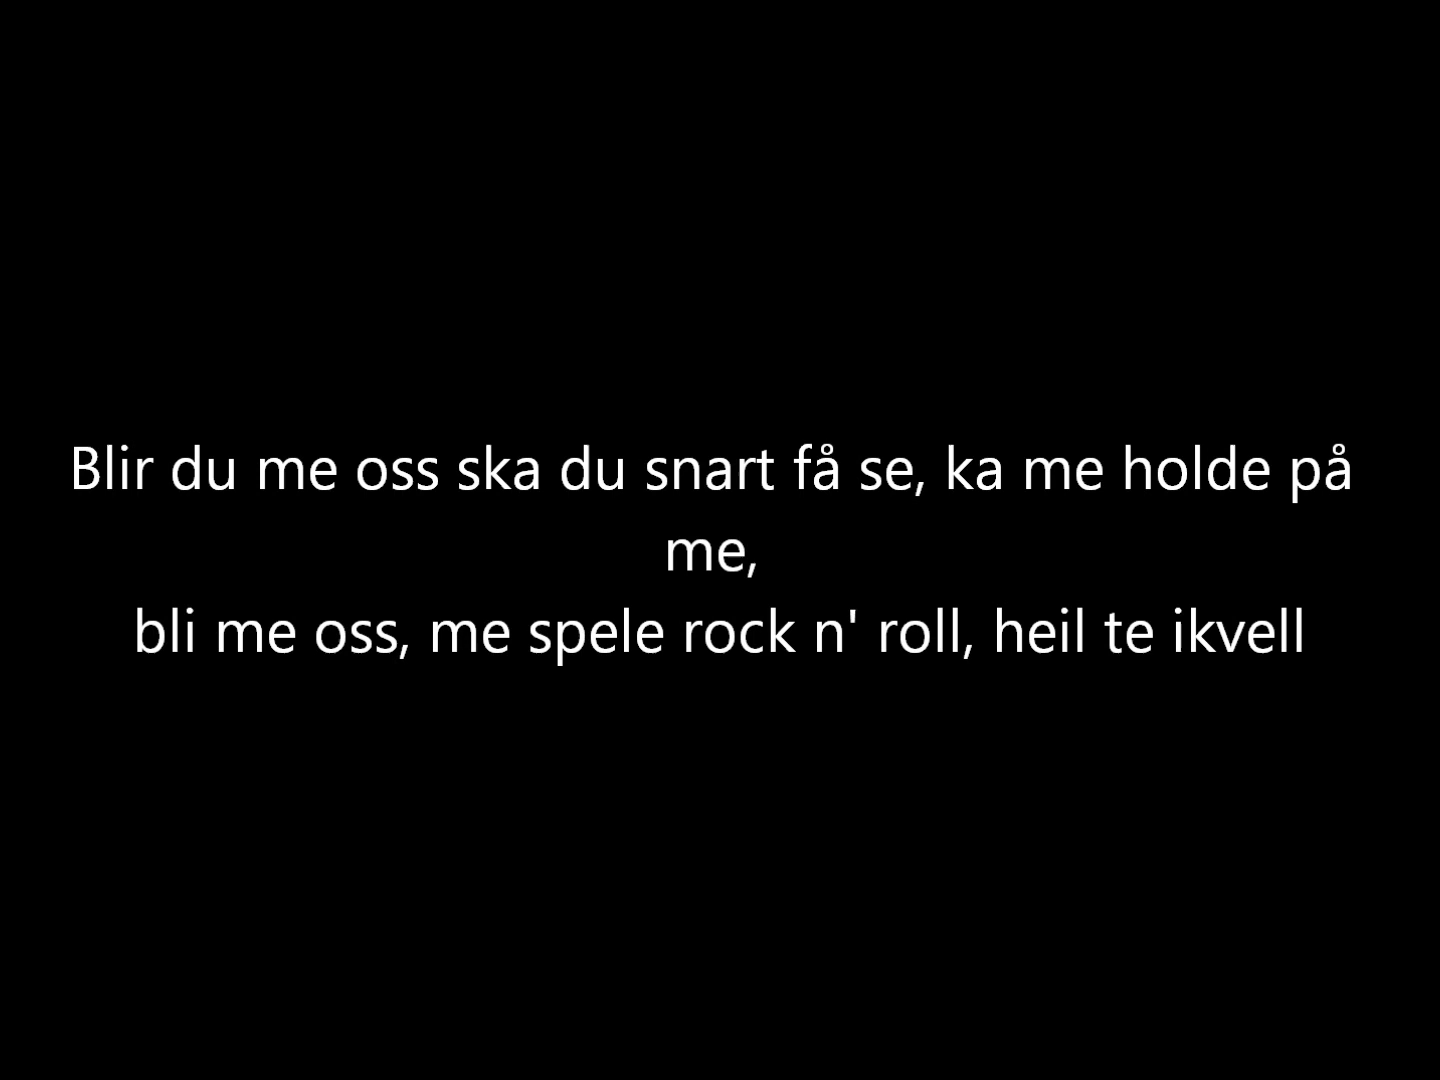 Blir du me oss ska du snart få se, ka me holde på
me,
bli me oss, me spele rock n' roll, heil te ikvell